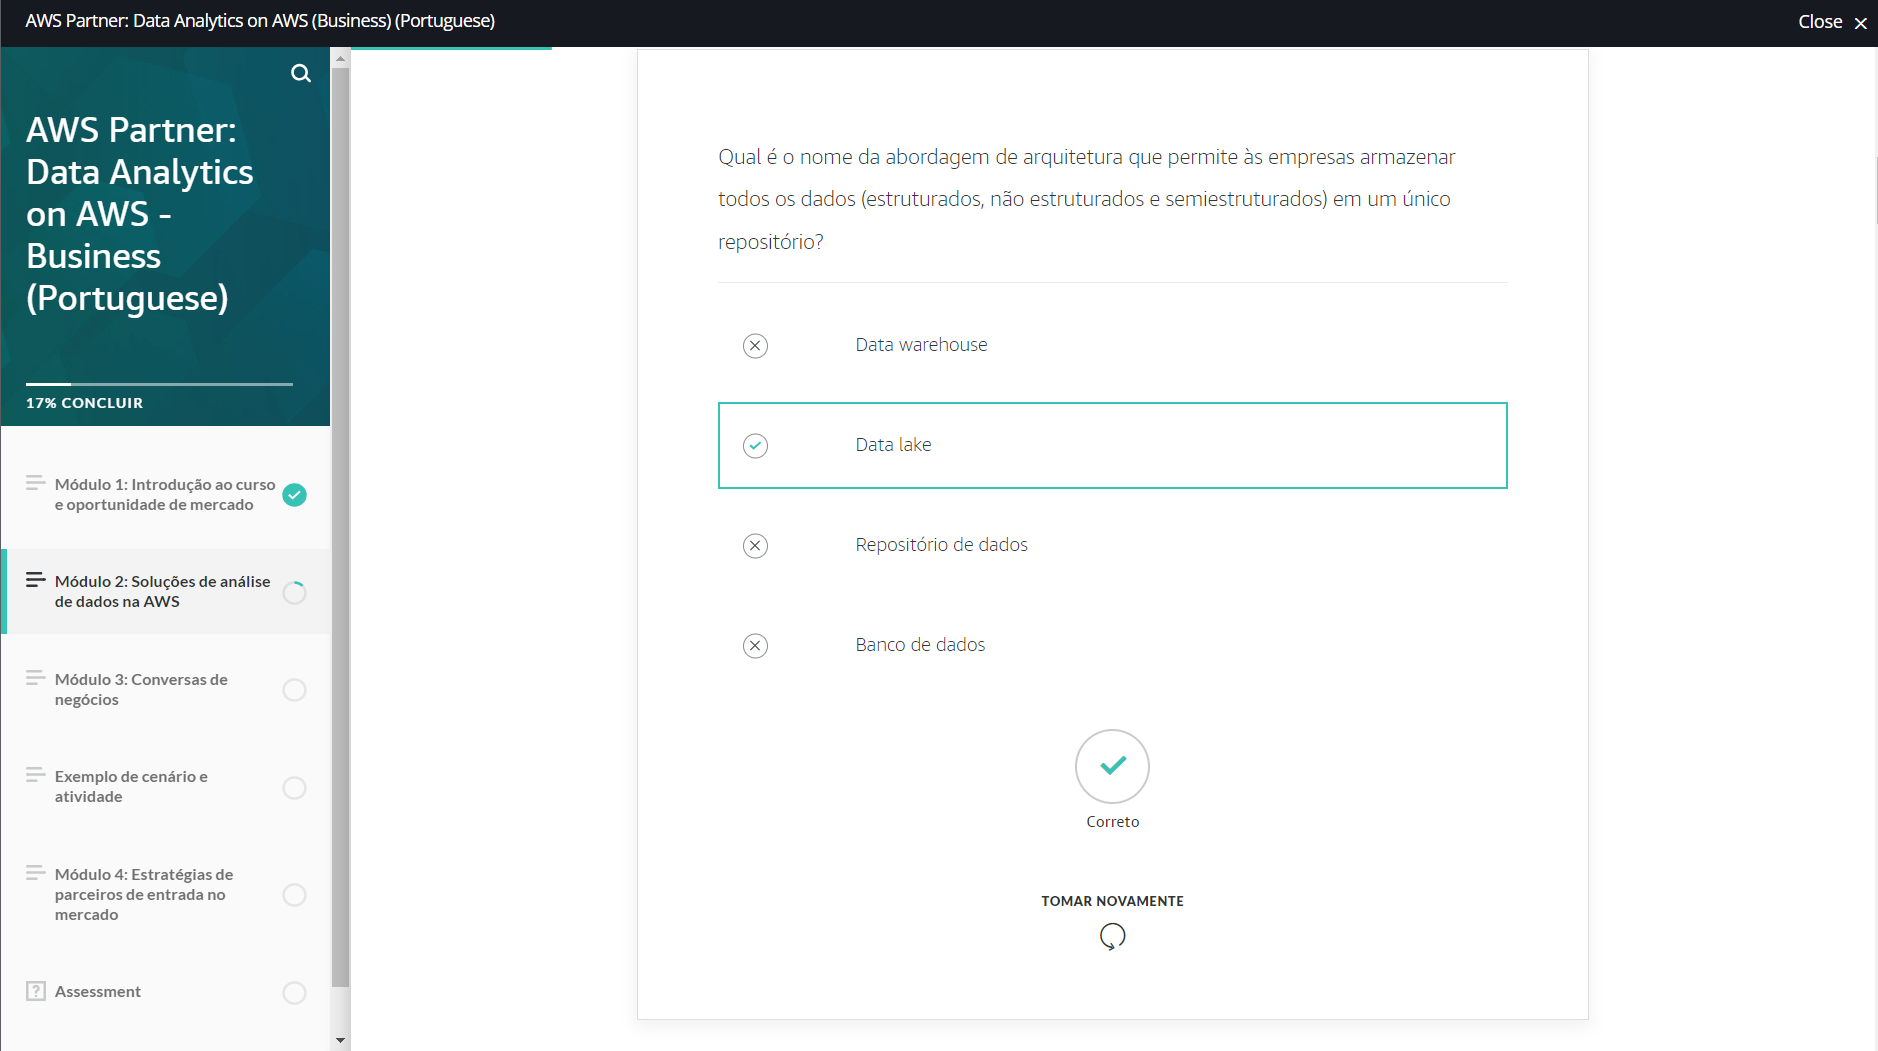 AWS Partner: Data Analytics on AWS (Business) (Portuguese)
Close
AWS Partner:
Data Analytics
on AWS -
Business
(Portuguese)
17% CONCLUIR
Módulo 1: Introdução ao curso
e oportunidade de mercado
Módulo 2: Soluções de análise
de dados na AWS
Módulo 3: Conversas de
negócios
Exemplo de cenário e
atividade
Módulo 4: Estratégias de
parceiros de entrada no
mercado
Assessment
Qual é o nome da abordagem de arquitetura que permite às empresas armazenar
todos os dados (estruturados, não estruturados e semiestruturados) em um único
repositório?
Data warehouse
Data lake
Repositório de dados
Banco de dados
Correto
TOMAR NOVAMENTE